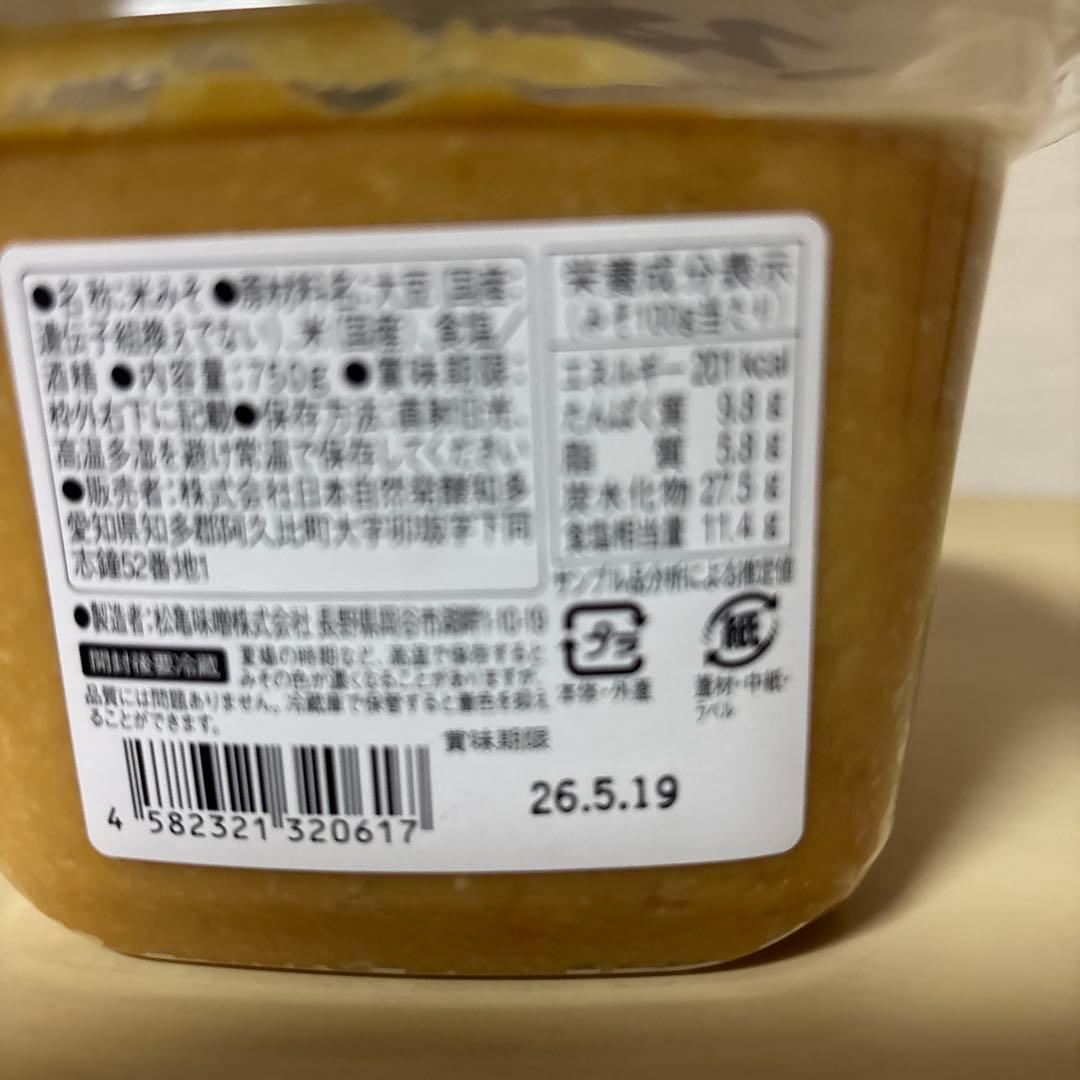 ●名称:米みそ ●原材料名:大豆(国産
遺伝子組換えでない)、米(国産)、食塩/
酒精 ●内容量:750g ●賞味期限:
枠外右下に記載●保存方法:直射日光、
高温多湿を避け常温で保存してください
●販売者:株式会社日本自然発酵知多
愛知県知多郡阿久比町大字卯坂字下同
志鐘52番地1
栄養成分表示
(みそ100g当たり)
エネルギー 201 kcal
たんぱく質 9.8 g
脂質 5.8 g
炭水化物 27.5 g
食塩相当量 11.4 g
サンプル品分析による推定値
●製造者:松亀味噌株式会社 長野県岡谷市湖畔1-10-19
開封後要冷蔵
夏場の時期など、高温で保存すると
みその色が濃くなることがありますが、
品質には問題ありません。冷蔵庫で保管すると着色を抑え
ることができます。
プラ
本体・外蓋
紙
蓋材・中紙・
ラベル
賞味期限
26.5.19
4 582321 320617